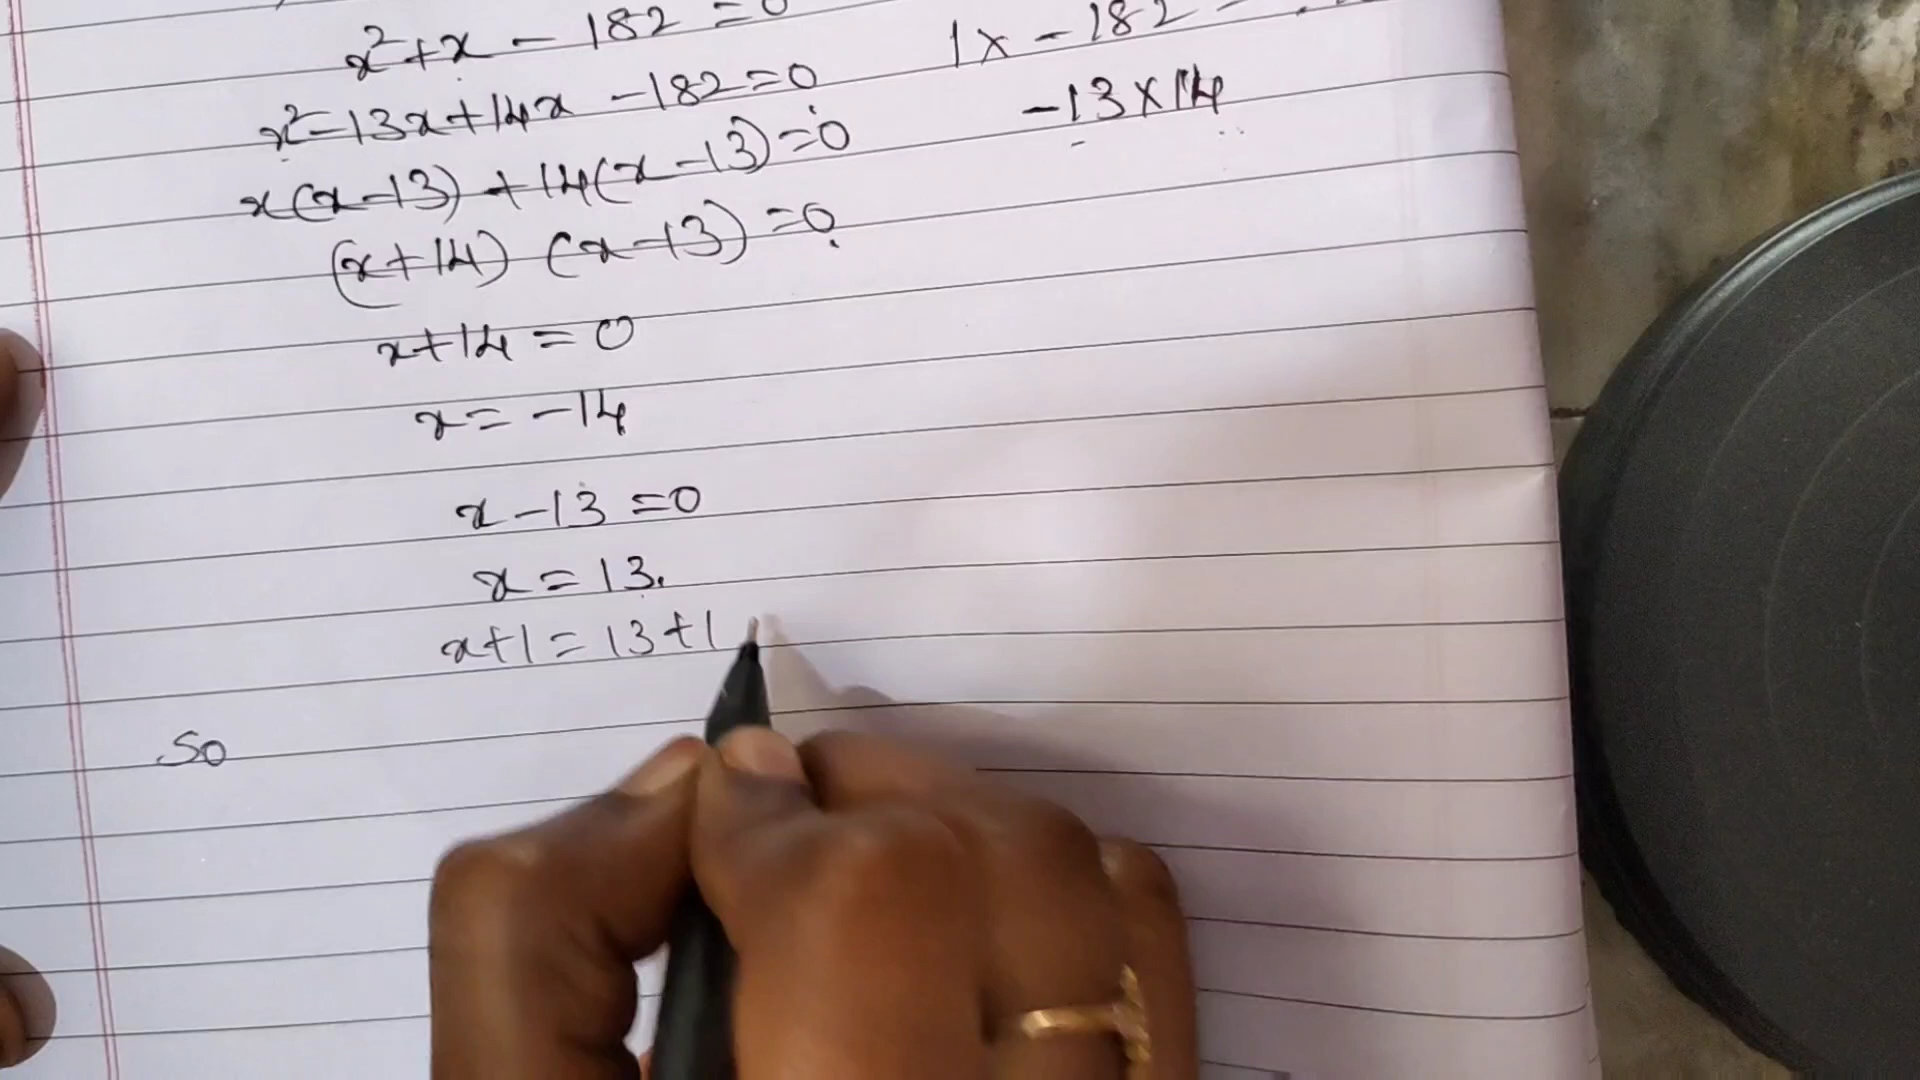 x²+x - 182 = 0
1x - 182
x²-13x+14x - 182 = 0
-13×14
x(x-13) + 14(x-13) = 0
(x+14) (x-13) = 0
x+14 = 0
x = -14
x - 13 = 0
x = 13.
x+1 = 13+1
So